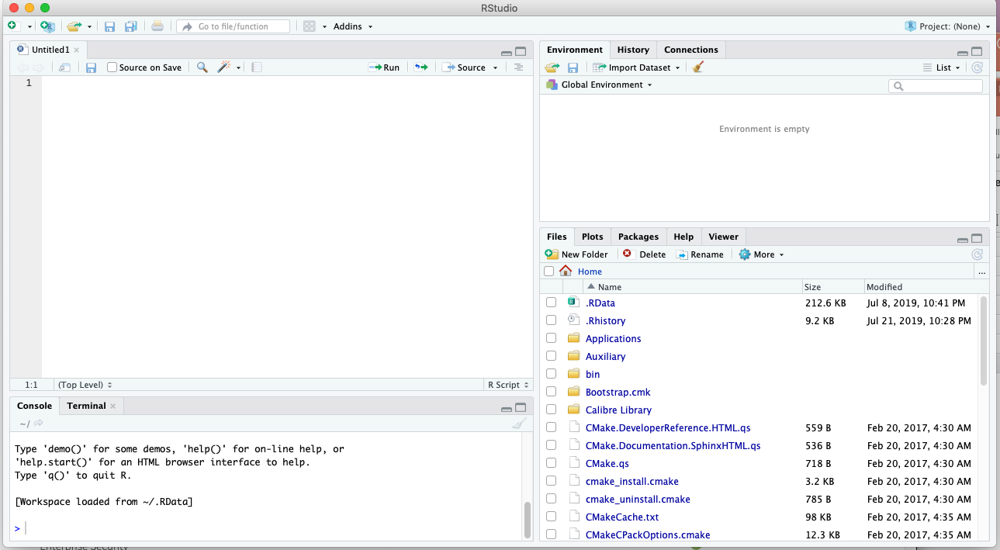 RStudio
Go to file/function
Addins
Project: (None)
Untitled1
Source on Save
Run
Source
1
1:1
(Top Level)
R Script
Console
Terminal
~/
Type 'demo()' for some demos, 'help()' for on-line help, or
'help.start()' for an HTML browser interface to help.
Type 'q()' to quit R.
[Workspace loaded from ~/.RData]
>
Environment
History
Connections
Import Dataset
List
Global Environment
Environment is empty
Files
Plots
Packages
Help
Viewer
New Folder
Delete
Rename
More
Home
...
Name Size Modified
.RData 212.6 KB Jul 8, 2019, 10:41 PM
.Rhistory 9.2 KB Jul 21, 2019, 10:28 PM
Applications
Auxiliary
bin
Bootstrap.cmk
Calibre Library
CMake.DeveloperReference.HTML.qs 559 B Feb 20, 2017, 4:30 AM
CMake.Documentation.SphinxHTML.qs 536 B Feb 20, 2017, 4:30 AM
CMake.qs 718 B Feb 20, 2017, 4:30 AM
cmake_install.cmake 3.2 KB Feb 20, 2017, 4:30 AM
cmake_uninstall.cmake 785 B Feb 20, 2017, 4:30 AM
CMakeCache.txt 98 KB Feb 20, 2017, 4:35 AM
CMakeCPackOptions.cmake 12.3 KB Feb 20, 2017, 4:35 AM
Enterprise Security